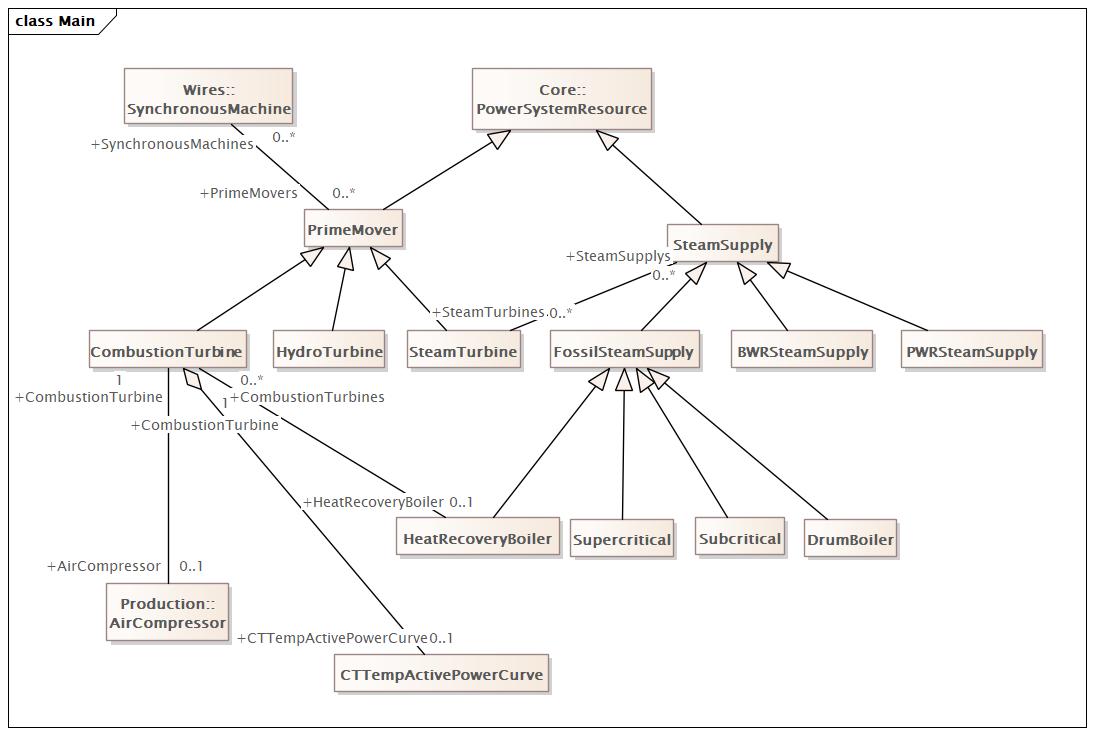 class Main
Wires::
SynchronousMachine
Core::
PowerSystemResource
+SynchronousMachines
0..*
+PrimeMovers
0..*
PrimeMover
SteamSupply
+SteamSupplys
0..*
+SteamTurbines
0..*
CombustionTurbine
HydroTurbine
SteamTurbine
FossilSteamSupply
BWRSteamSupply
PWRSteamSupply
1
+CombustionTurbine
0..*
+CombustionTurbines
1
+CombustionTurbine
+HeatRecoveryBoiler 0..1
HeatRecoveryBoiler
Supercritical
Subcritical
DrumBoiler
+AirCompressor
0..1
Production::
AirCompressor
+CTTempActivePowerCurve 0..1
CTTempActivePowerCurve